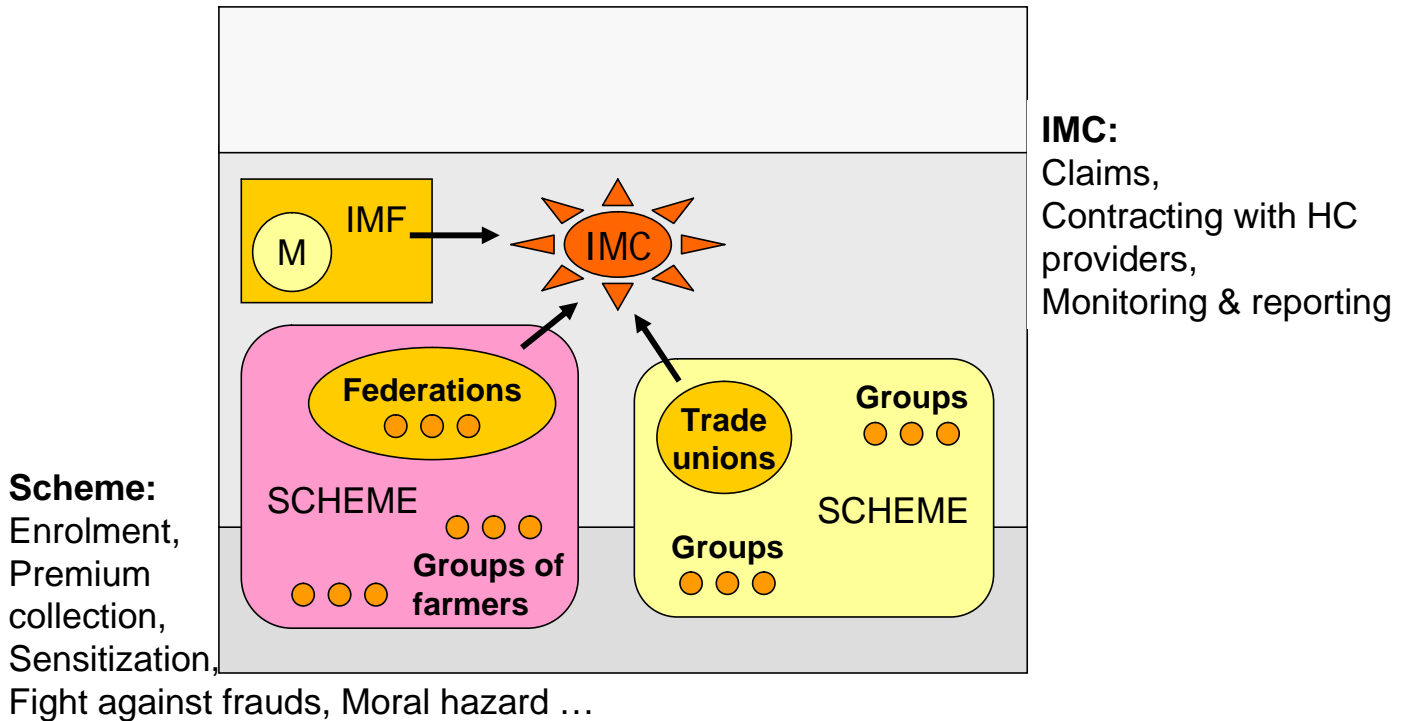 IMC:
Claims,
Contracting with HC
providers,
Monitoring & reporting
IMF
M
IMC
Federations
SCHEME
Groups of
farmers
Trade
unions
Groups
SCHEME
Groups
Scheme:
Enrolment,
Premium
collection,
Sensitization,
Fight against frauds, Moral hazard …